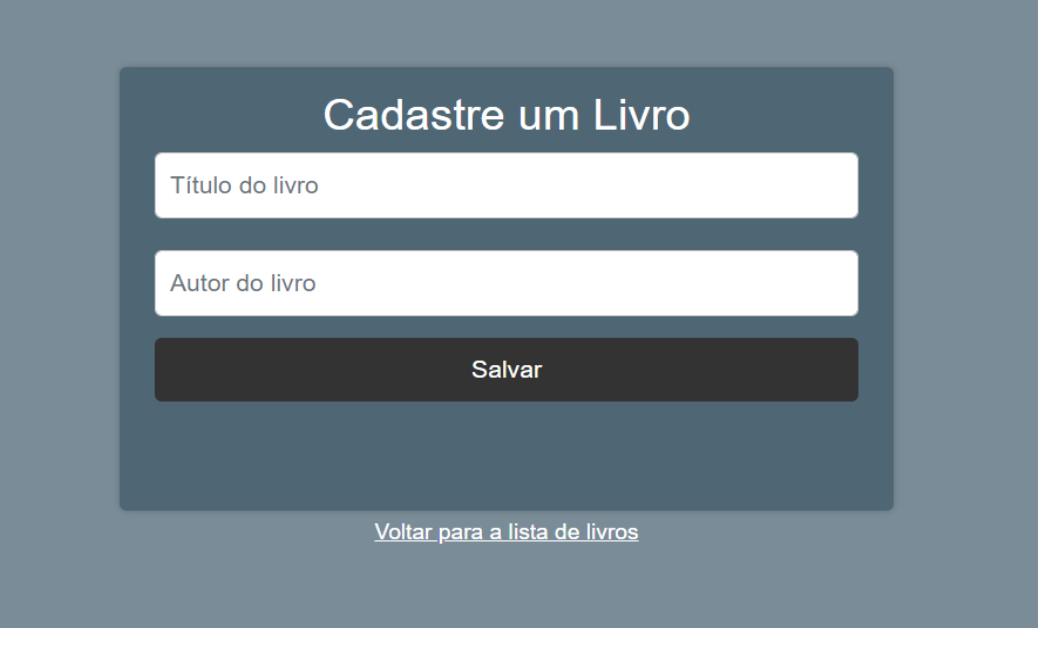 Cadastre um Livro
Título do livro
Autor do livro
Salvar
Voltar para a lista de livros